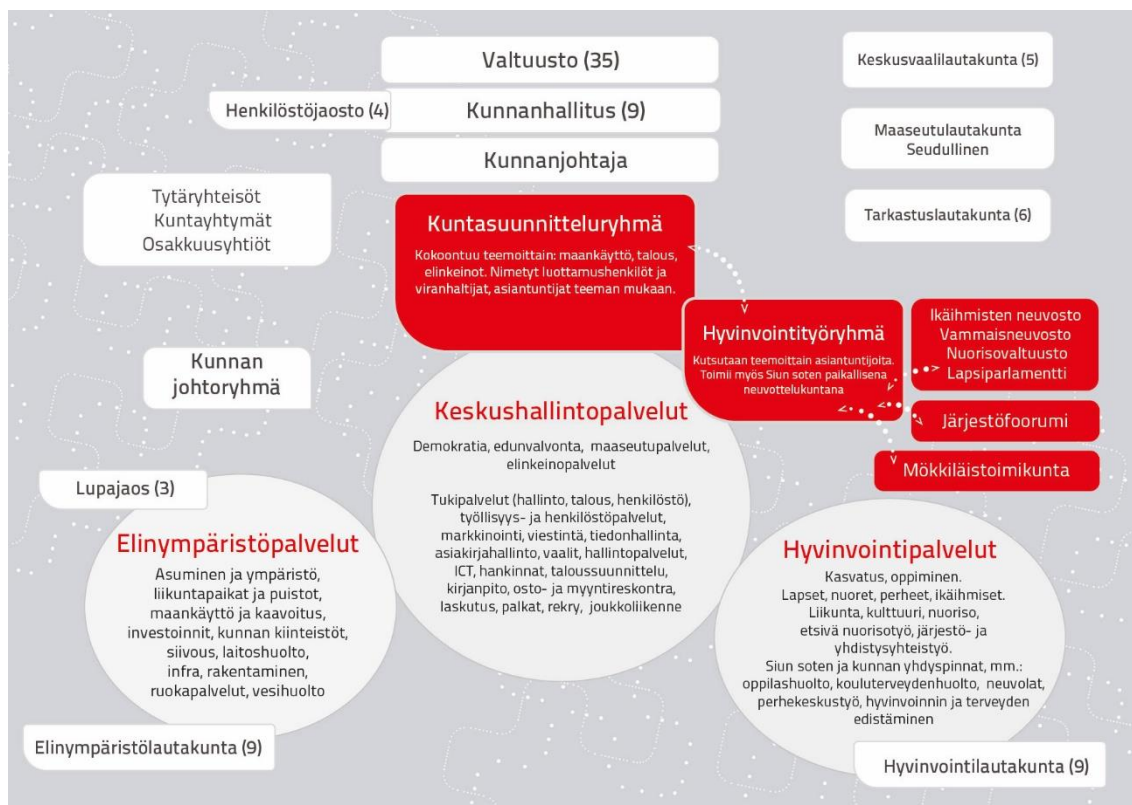 Valtuusto (35)
Henkilöstöjaosto (4)
Kunnanhallitus (9)
Kunnanjohtaja
Keskusvaalilautakunta (5)
Maaseutulautakunta
Seudullinen
Tarkastuslautakunta (6)
Tytäryhteisöt
Kuntayhtymät
Osakkuusyhtiöt
Kuntasuunnitteluryhmä
Kokoontuu teemoittain: maankäyttö, talous,
elinkeinot. Nimetyt luottamushenkilöt ja
viranhaltijat, asiantuntijat teeman mukaan.
Hyvinvointityöryhmä
Kutsutaan teemoittain asiantuntijoita.
Toimii myös Siun soten paikallisena
neuvottelukuntana
Ikäihmisten neuvosto
Vammaisneuvosto
Nuorisovaltuusto
Lapsiparlamentti
Järjestöfoorumi
Mökkiläistoimikunta
Kunnan
johtoryhmä
Keskushallintopalvelut
Demokratia, edunvalvonta, maaseutupalvelut,
elinkeinopalvelut
Tukipalvelut (hallinto, talous, henkilöstö),
työllisyys- ja henkilöstöpalvelut,
markkinointi, viestintä, tiedonhallinta,
asiakirjahallinto, vaalit, hallintopalvelut,
ICT, hankinnat, taloussuunnittelu,
kirjanpito, osto- ja myyntireskontra,
laskutus, palkat, rekry, joukkoliikenne
Lupajaos (3)
Elinympäristöpalvelut
Asuminen ja ympäristö,
liikuntapaikat ja puistot,
maankäyttö ja kaavoitus,
investoinnit, kunnan kiinteistöt,
siivous, laitoshuolto,
infra, rakentaminen,
ruokapalvelut, vesihuolto
Elinympäristölautakunta (9)
Hyvinvointipalvelut
Kasvatus, oppiminen.
Lapset, nuoret, perheet, ikäihmiset.
Liikunta, kulttuuri, nuoriso,
etsivä nuorisotyö, järjestö- ja
yhdistysyhteistyö.
Siun soten ja kunnan yhdyspinnat, mm.:
oppilashuolto, kouluterveydenhuolto, neuvolat,
perhekeskustyö, hyvinvoinnin ja terveyden
edistäminen
Hyvinvointilautakunta (9)